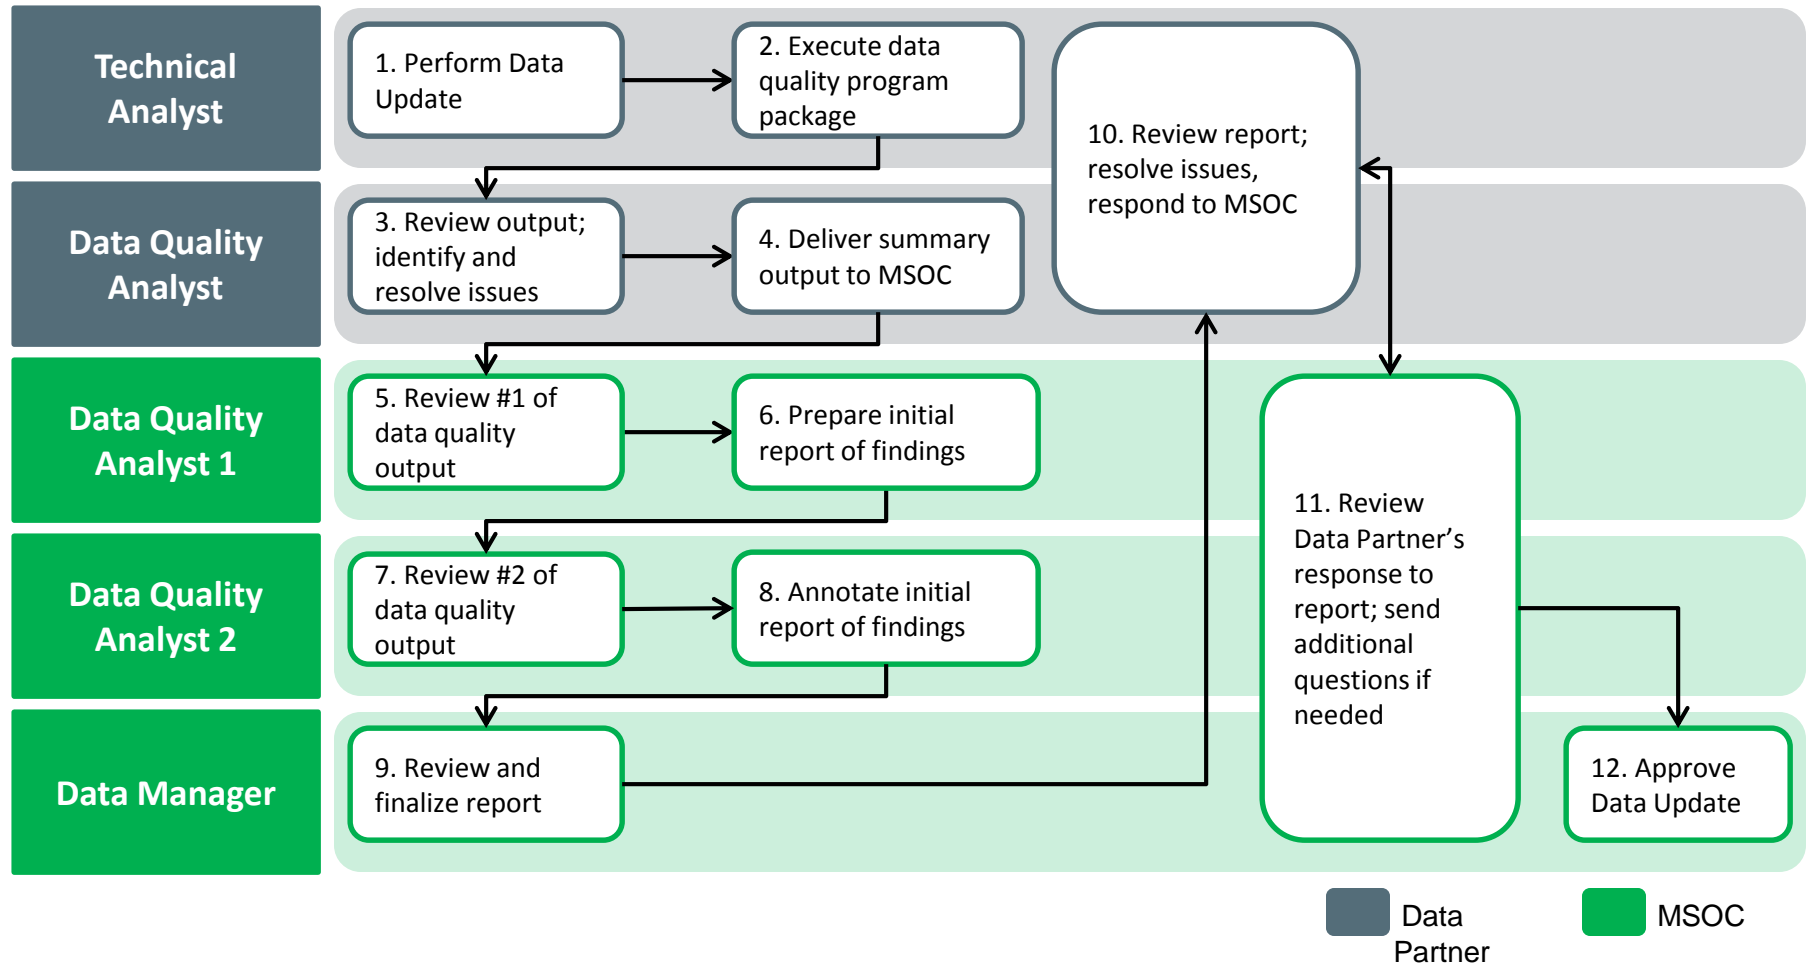 Technical
Analyst
1. Perform Data
Update
2. Execute data
quality program
package
10. Review report;
resolve issues,
respond to MSOC
Data Quality
Analyst
3. Review output;
identify and
resolve issues
4. Deliver summary
output to MSOC
Data Quality
Analyst 1
5. Review #1 of
data quality
output
6. Prepare initial
report of findings
11. Review
Data Partner’s
response to
report; send
additional
questions if
needed
Data Quality
Analyst 2
7. Review #2 of
data quality
output
8. Annotate initial
report of findings
Data Manager
9. Review and
finalize report
12. Approve
Data Update
Data
Partner
MSOC